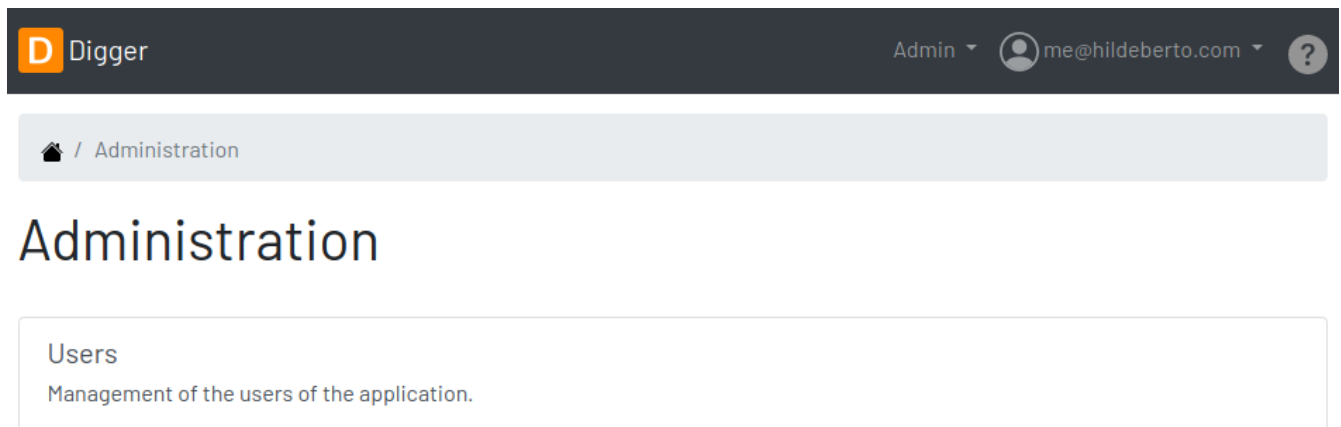 D Digger Admin me@hildeberto.com ?
/ Administration
Administration
Users
Management of the users of the application.